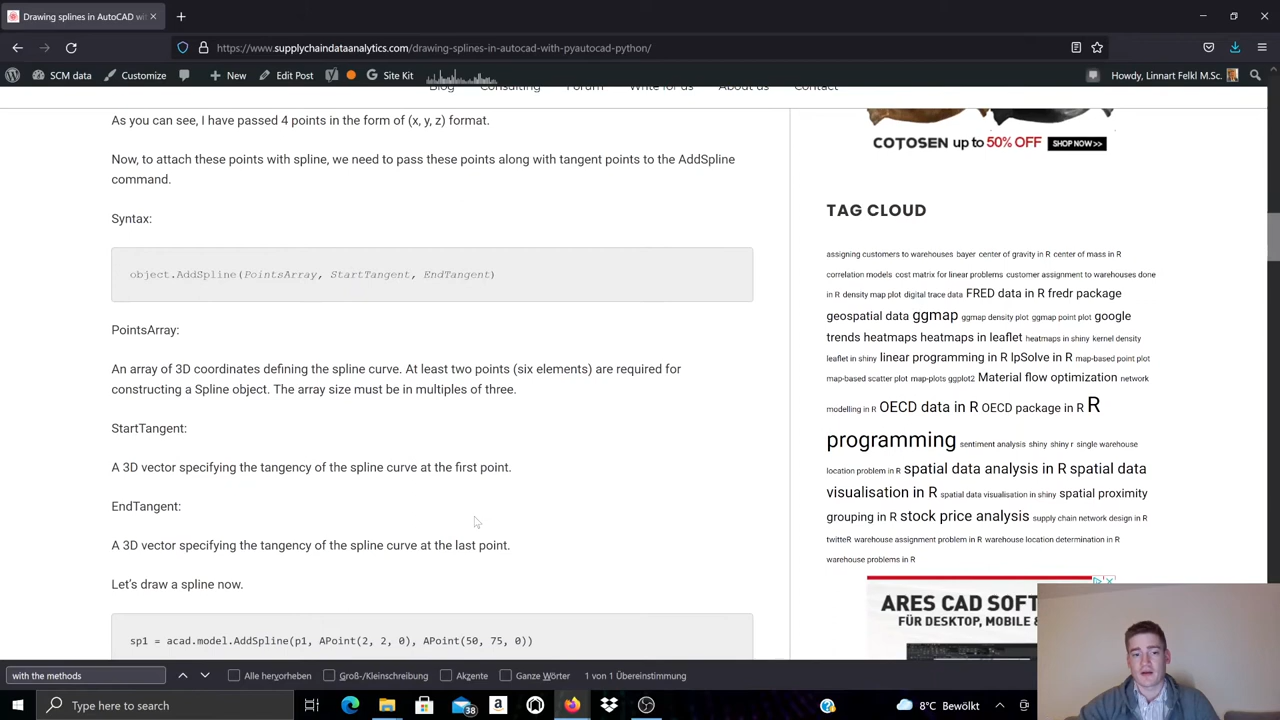 Drawing splines in AutoCAD wit
https://www.supplychaindataanalytics.com/drawing-splines-in-autocad-with-pyautocad-python/
SCM data
Customize
New
Edit Post
Site Kit
Howdy, Linnart Felkl M.Sc.
Blog
Consulting
Forum
Write for us
About us
Contact
As you can see, I have passed 4 points in the form of (x, y, z) format.
Now, to attach these points with spline, we need to pass these points along with tangent points to the AddSpline
command.
Syntax:
object.AddSpline(PointsArray, StartTangent, EndTangent)
PointsArray:
An array of 3D coordinates defining the spline curve. At least two points (six elements) are required for
constructing a Spline object. The array size must be in multiples of three.
StartTangent:
A 3D vector specifying the tangency of the spline curve at the first point.
EndTangent:
A 3D vector specifying the tangency of the spline curve at the last point.
Let's draw a spline now.
sp1 = acad.model.AddSpline(p1, APoint(2, 2, 0), APoint(50, 75, 0))
COTOSEN up to 50% OFF SHOW NOW >>
TAG CLOUD
assigning customers to warehouses bayer center of gravity in R center of mass in R
correlation models cost matrix for linear problems customer assignment to warehouses done
in R density map plot digital trace data FRED data in R fredr package
geospatial data ggmap ggmap density plot ggmap point plot google
trends heatmaps heatmaps in leaflet heatmaps in shiny kernel density
leaflet in shiny linear programming in R lpSolve in R map-based point plot
map-based scatter plot map-plots ggplot2 Material flow optimization network
modelling in R OECD data in R OECD package in R R
programming sentiment analysis shiny shiny r single warehouse
location problem in R spatial data analysis in R spatial data
visualisation in R spatial data visualisation in shiny spatial proximity
grouping in R stock price analysis supply chain network design in R
twitteR warehouse assignment problem in R warehouse location determination in R
warehouse problems in R
ARES CAD SOFT
FÜR DESKTOP, MOBILE &
with the methods
Alle hervorheben
Groß-/Kleinschreibung
Akzente
Ganze Wörter
1 von 1 Übereinstimmung
Type here to search
38
8°C Bewölkt